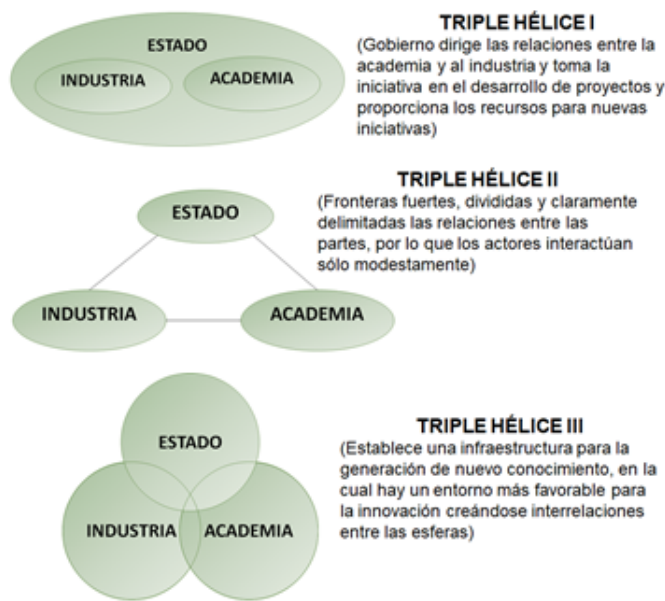 ESTADO
INDUSTRIA
ACADEMIA
TRIPLE HÉLICE I
(Gobierno dirige las relaciones entre la
academia y al industria y toma la
iniciativa en el desarrollo de proyectos y
proporciona los recursos para nuevas
iniciativas)
TRIPLE HÉLICE II
(Fronteras fuertes, divididas y claramente
delimitadas las relaciones entre las
partes, por lo que los actores interactúan
sólo modestamente)
ESTADO
INDUSTRIA
ACADEMIA
TRIPLE HÉLICE III
(Establece una infraestructura para la
generación de nuevo conocimiento, en la
cual hay un entorno más favorable para
la innovación creándose interrelaciones
entre las esferas)
ESTADO
INDUSTRIA
ACADEMIA